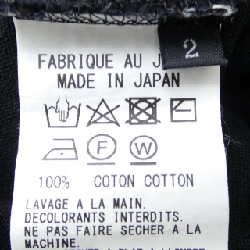 2
FABRIQUE AU
MADE IN JAPAN
F W
100% COTON COTTON
LAVAGE A LA MAIN.
DECOLORANTS INTERDITS.
NE PAS FAIRE SECHER A LA
MACHINE.